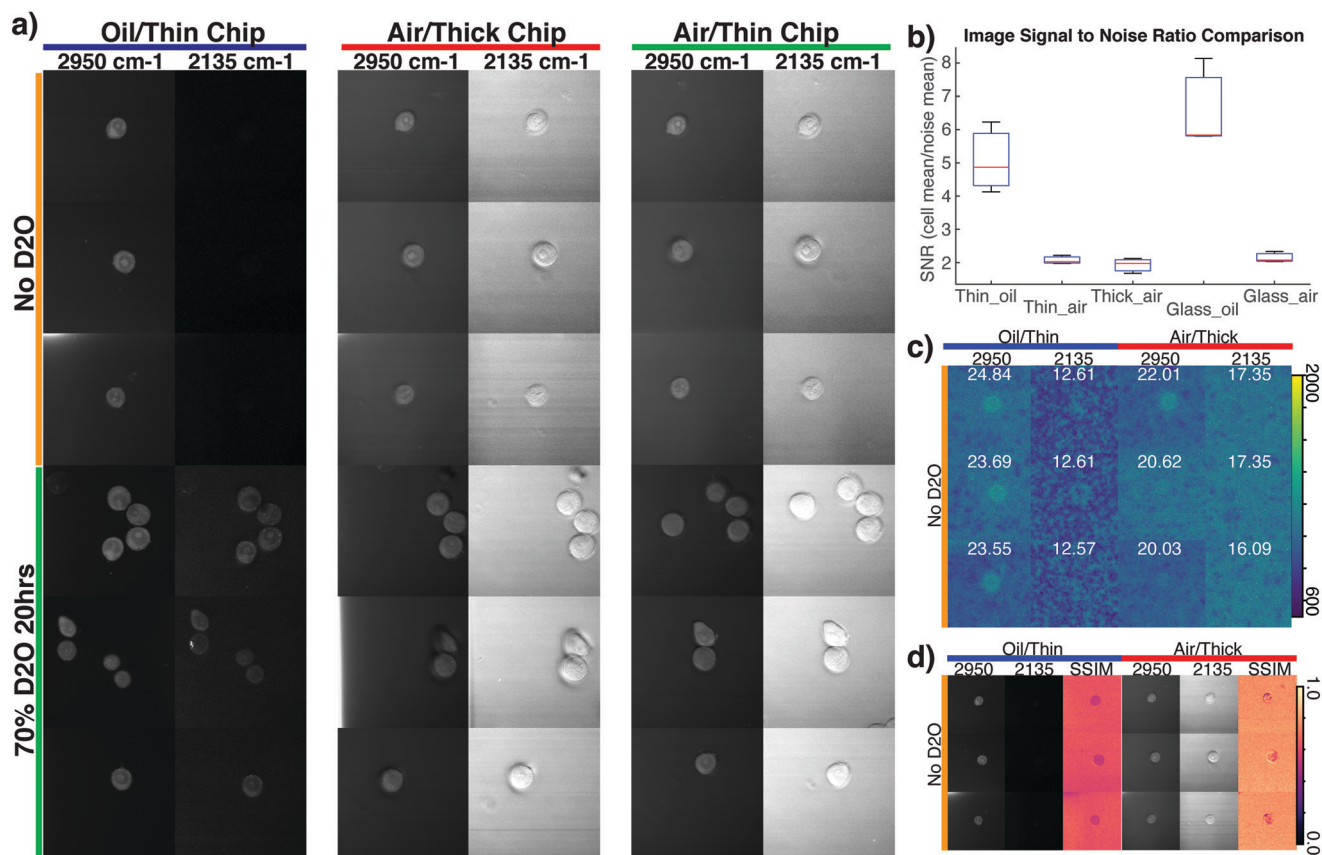 a)
Oil/Thin Chip
Air/Thick Chip
Air/Thin Chip
2950 cm-1
2135 cm-1
2950 cm-1
2135 cm-1
2950 cm-1
2135 cm-1
No D2O
70% D2O 20hrs
b)
Image Signal to Noise Ratio Comparison
SNR (cell mean/noise mean)
8
7
6
5
4
3
2
Thin_oil
Thin_air
Thick_air
Glass_oil
Glass_air
c)
Oil/Thin
Air/Thick
2950
2135
2950
2135
24.84
12.61
22.01
17.35
23.69
12.61
20.62
17.35
23.55
12.57
20.03
16.09
No D2O
2000
600
d)
Oil/Thin
Air/Thick
2950
2135
SSIM
2950
2135
SSIM
No D2O
1.0
0.0